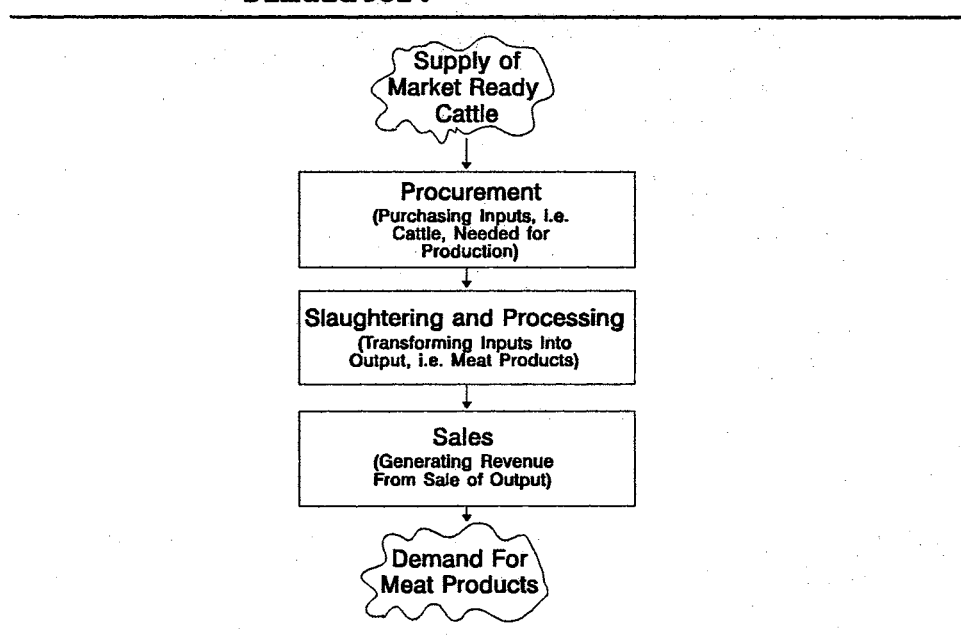 Supply of
Market Ready
Cattle
Procurement
(Purchasing Inputs, i.e.
Cattle, Needed for
Production)
Slaughtering and Processing
(Transforming Inputs Into
Output, i.e. Meat Products)
Sales
(Generating Revenue
From Sale of Output)
Demand For
Meat Products